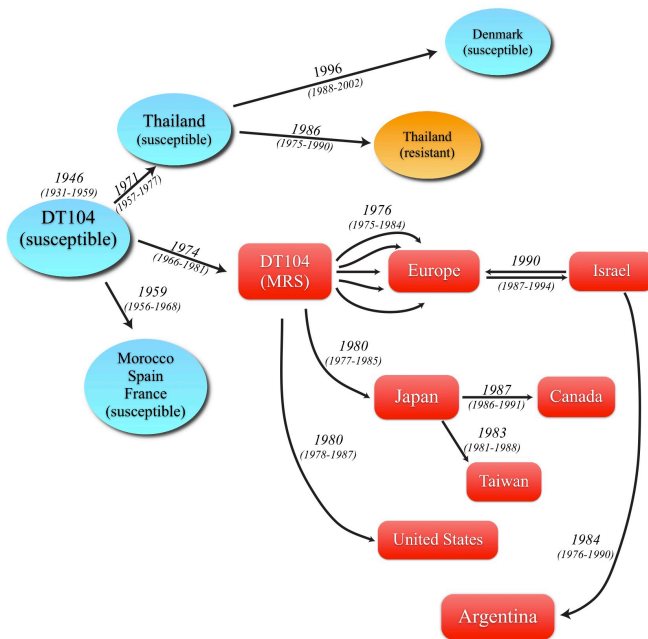 Denmark
(susceptible)
1996
(1988-2002)
Thailand
(susceptible)
1986
(1975-1990)
Thailand
(resistant)
1946
(1931-1959)
1971
(1957-1977)
DT104
(susceptible)
1974
(1966-1981)
1976
(1975-1984)
DT104
(MRS)
Europe
1990
(1987-1994)
Israel
1959
(1956-1968)
Morocco
Spain
France
(susceptible)
1980
(1977-1985)
Japan
1987
(1986-1991)
Canada
1983
(1981-1988)
Taiwan
1980
(1978-1987)
United States
1984
(1976-1990)
Argentina